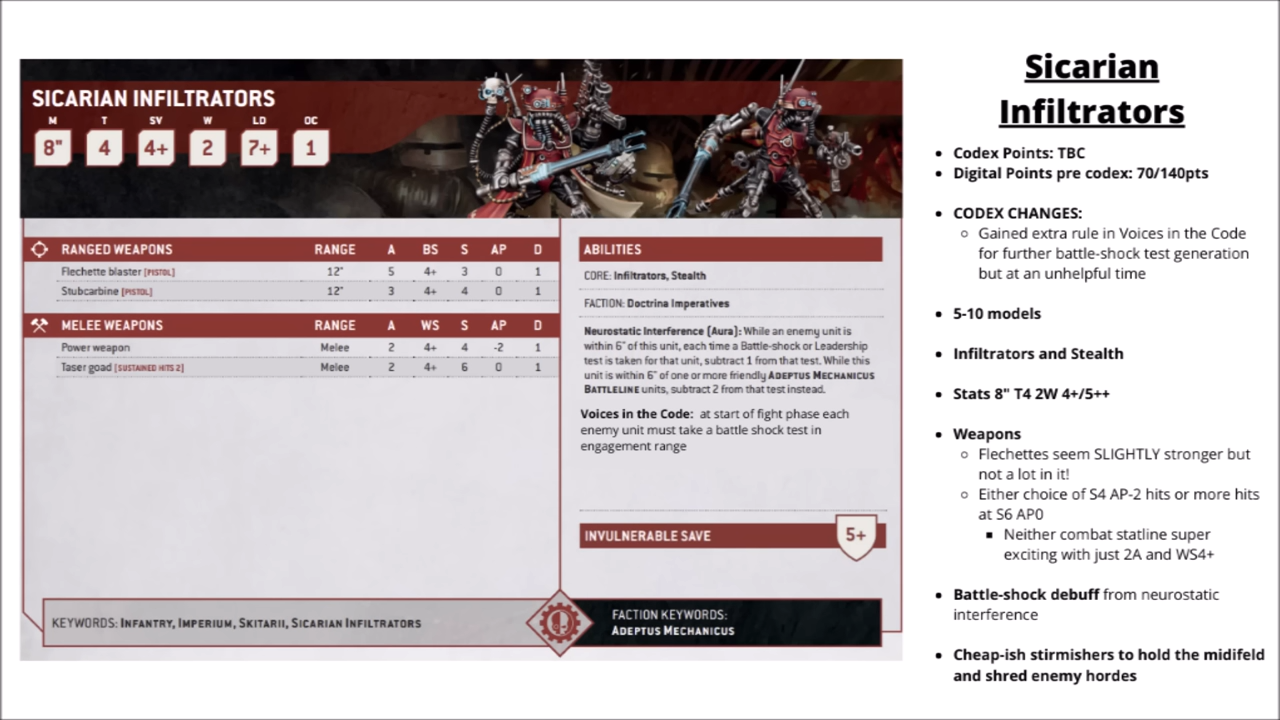 SICARIAN INFILTRATORS
M T SV W LD OC
8" 4 4+ 2 7+ 1
RANGED WEAPONS RANGE A BS S AP D
Flechette blaster [PISTOL] 12" 5 4+ 3 0 1
Stubcarbine [PISTOL] 12" 3 4+ 4 0 1
MELEE WEAPONS RANGE A WS S AP D
Power weapon Melee 2 4+ 4 -2 1
Taser goad [SUSTAINED HITS 2] Melee 2 4+ 6 0 1
ABILITIES
CORE: Infiltrators, Stealth
FACTION: Doctrina Imperatives
Neurostatic Interference (Aura): While an enemy unit is
within 6" of this unit, each time a Battle-shock or Leadership
test is taken for that unit, subtract 1 from that test. While this
unit is within 6" of one or more friendly ADEPTUS MECHANICUS
BATTLELINE units, subtract 2 from that test instead.
Voices in the Code: at start of fight phase each
enemy unit must take a battle shock test in
engagement range
INVULNERABLE SAVE 5+
KEYWORDS: INFANTRY, IMPERIUM, SKITARII, SICARIAN INFILTRATORS
FACTION KEYWORDS:
ADEPTUS MECHANICUS
Sicarian
Infiltrators
• Codex Points: TBC
• Digital Points pre codex: 70/140pts
• CODEX CHANGES:
○ Gained extra rule in Voices in the Code
for further battle-shock test generation
but at an unhelpful time
• 5-10 models
• Infiltrators and Stealth
• Stats 8" T4 2W 4+/5++
• Weapons
○ Flechettes seem SLIGHTLY stronger but
not a lot in it!
○ Either choice of S4 AP-2 hits or more hits
at S6 AP0
■ Neither combat statline super
exciting with just 2A and WS4+
• Battle-shock debuff from neurostatic
interference
• Cheap-ish stirmishers to hold the midifeld
and shred enemy hordes